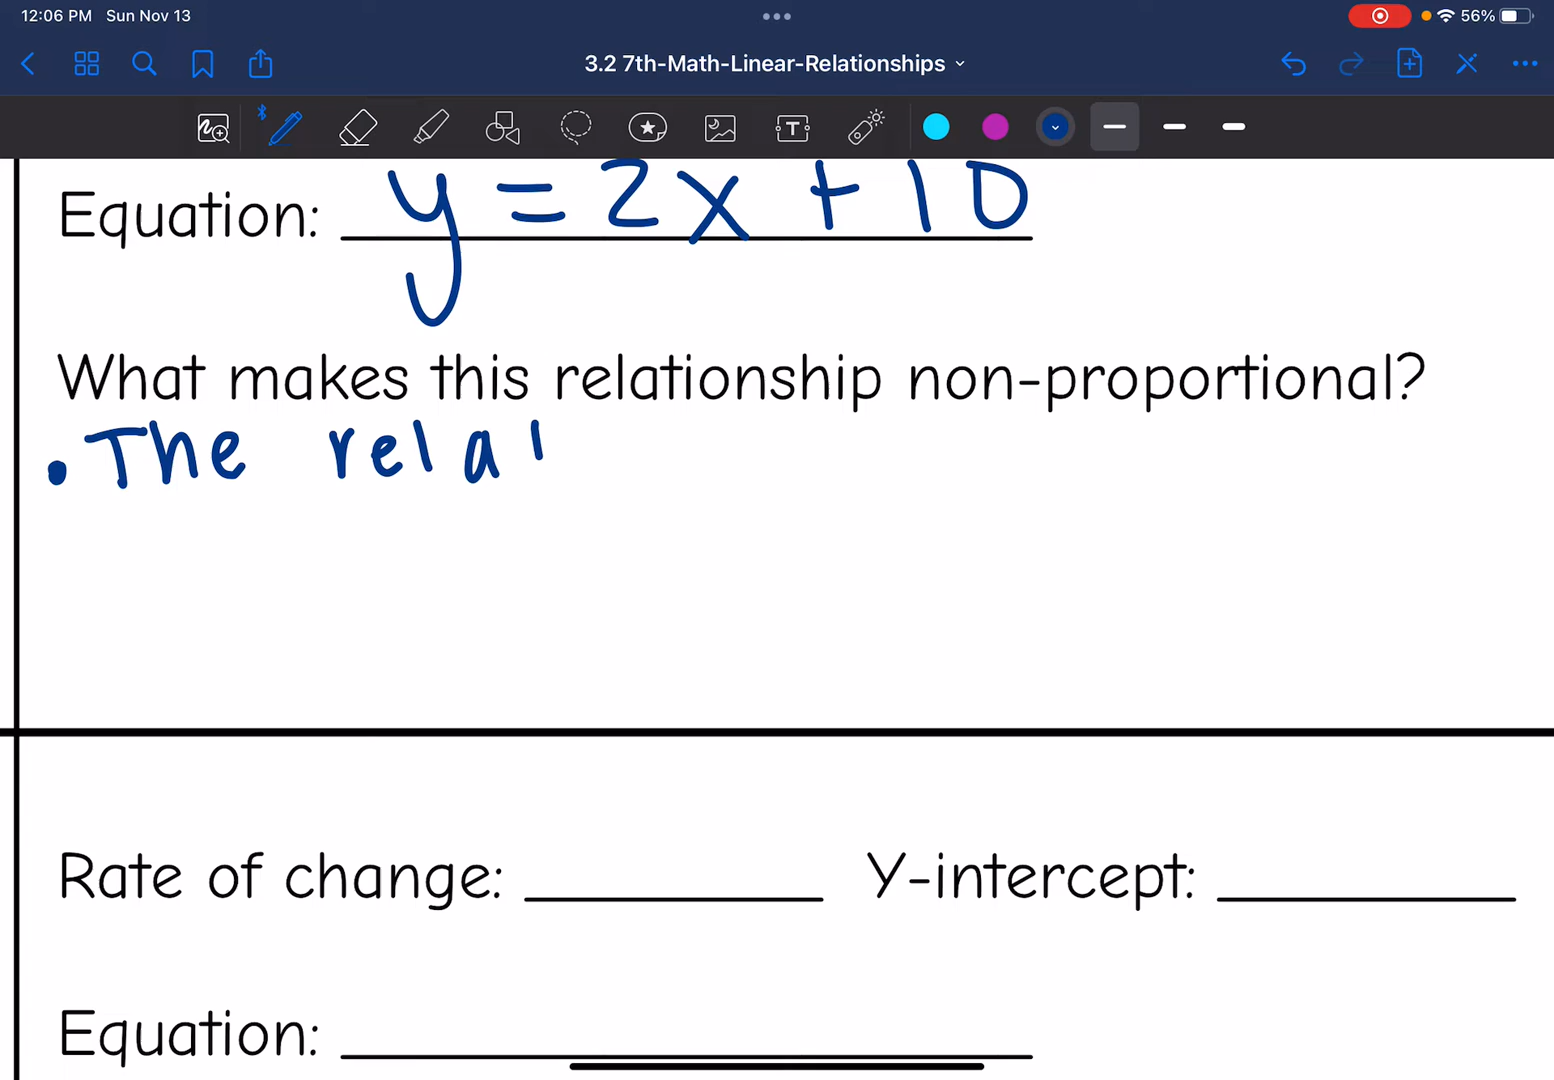 12:06 PM Sun Nov 13
56%
3.2 7th-Math-Linear-Relationships
T
Equation: y = 2x + 10
What makes this relationship non-proportional?
• The rela
Rate of change: Y-intercept:
Equation: